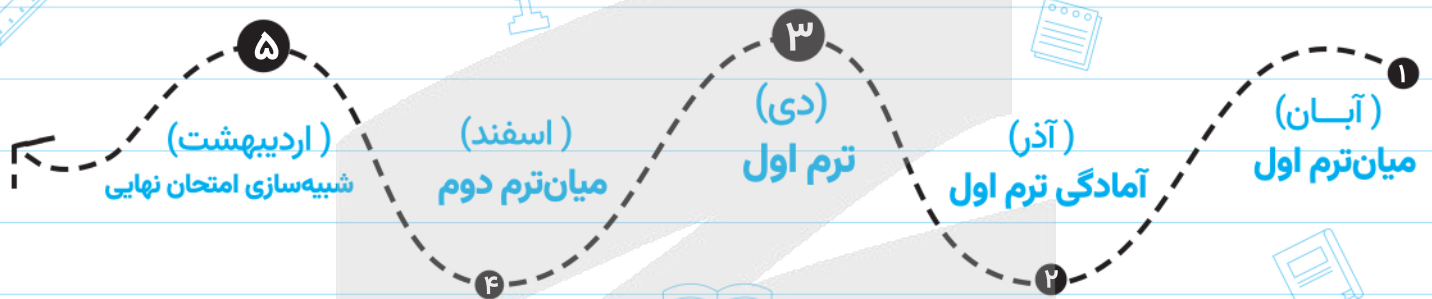 ۱
( آبــان)
میان‌ترم اول
۲
( آذر)
آمادگی ترم اول
۳
(دی)
ترم اول
۴
( اسفند)
میان‌ترم دوم
۵
( اردیبهشت)
شبیه‌سازی امتحان نهایی